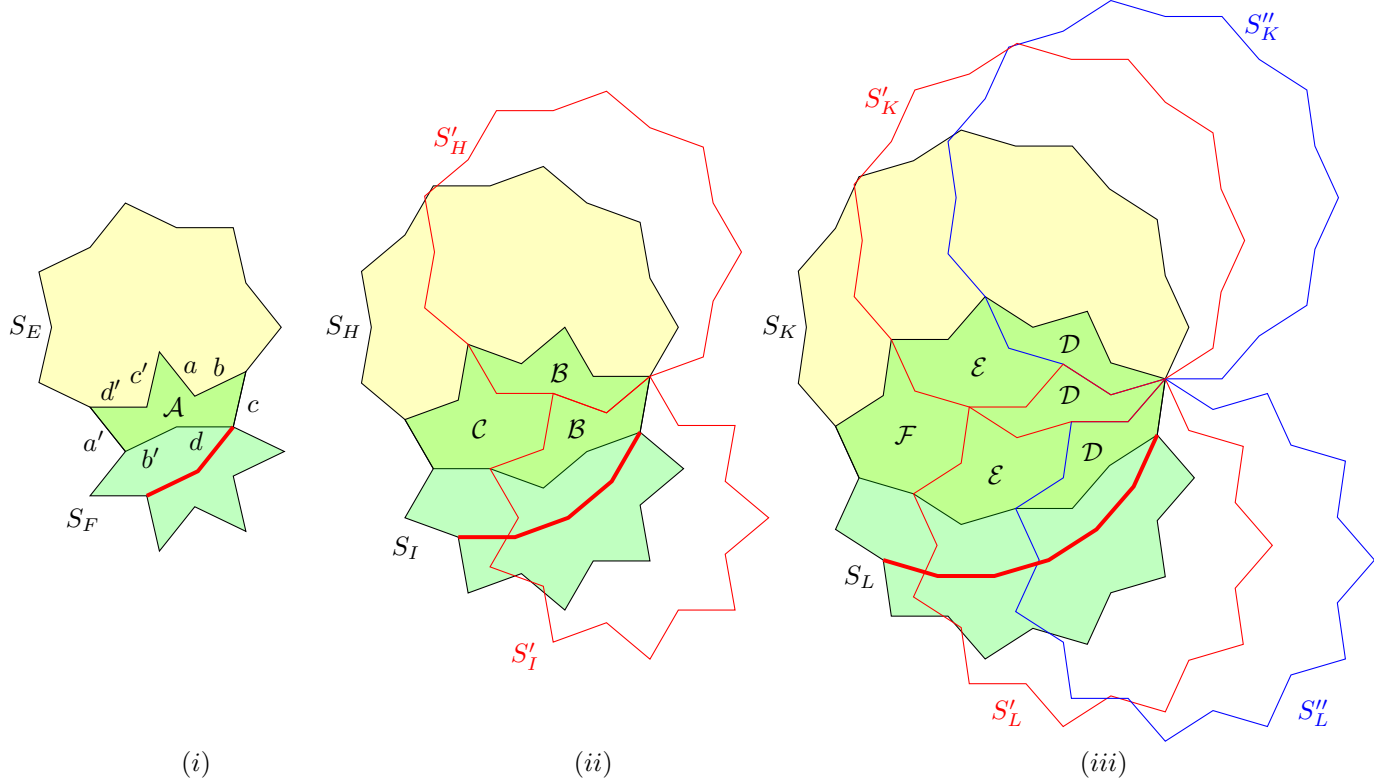 S''_K
S'_K
S'_H
S_E
S_H
S_K
c' a b
d'
A
c
a'
b' d
S_F
B
B
C
S_I
S'_I
D
E
D
F
E
D
S_L
S'_L
S''_L
(i)
(ii)
(iii)